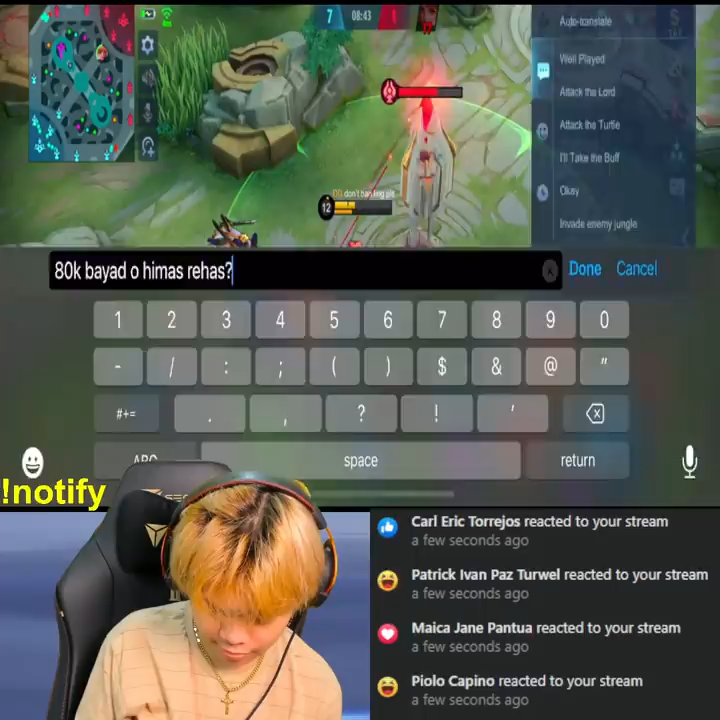 7 08:43 1
Auto-translate
Well Played
Attack the Lord
Attack the Turtle
I'll Take the Buff
Okay
Invade enemy jungle
12
80k bayad o himas rehas?
Done Cancel
1 2 3 4 5 6 7 8 9 0
- / : ; ( ) $ & @ "
#+= . , ? ! '
ABC space return
!notify
Carl Eric Torrejos reacted to your stream
a few seconds ago
Patrick Ivan Paz Turwel reacted to your stream
a few seconds ago
Maica Jane Pantua reacted to your stream
a few seconds ago
Piolo Capino reacted to your stream
a few seconds ago